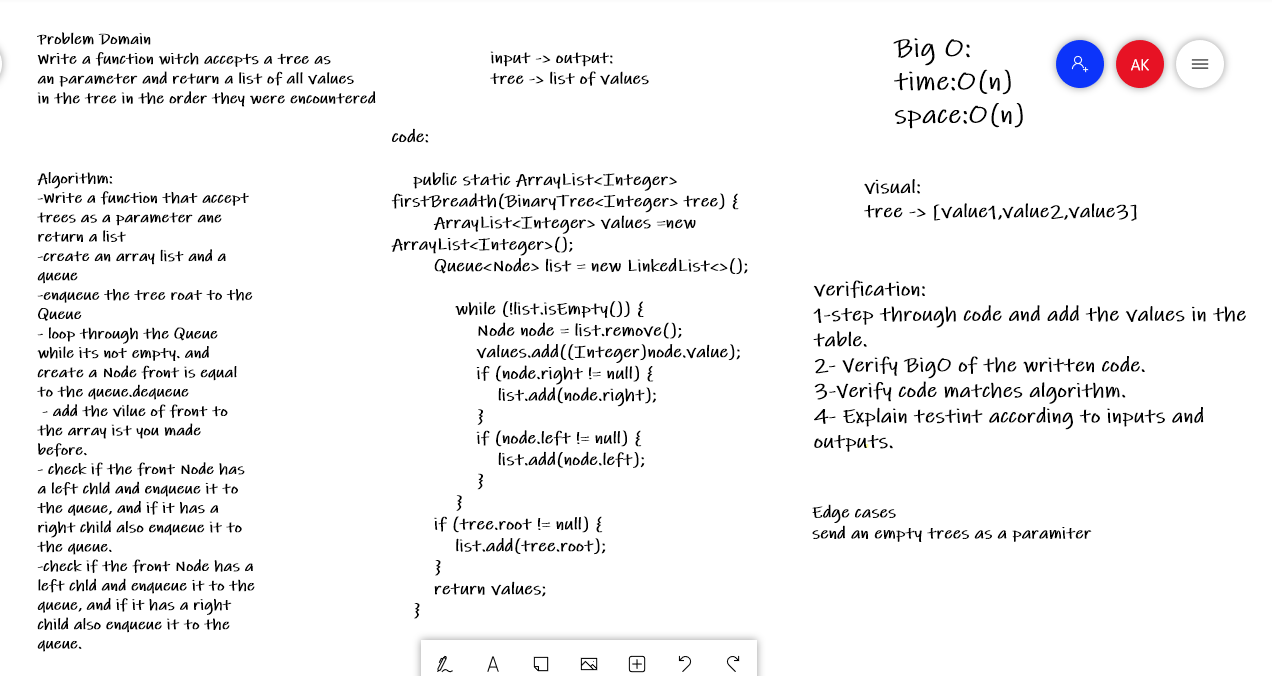 Problem Domain
Write a function witch accepts a tree as
an parameter and return a list of all values
in the tree in the order they were encountered
input -> output:
tree -> list of values
Big O:
time:O(n)
space:O(n)
AK
Algorithm:
-Write a function that accept
trees as a parameter ane
return a list
-create an array list and a
queue
-enqueue the tree roat to the
Queue
- loop through the Queue
while its not empty. and
create a Node front is equal
to the queue.dequeue
- add the vilue of front to
the array ist you made
before.
- check if the front Node has
a left chld and enqueue it to
the queue, and if it has a
right child also enqueue it to
the queue.
-check if the front Node has a
left chld and enqueue it to the
queue, and if it has a right
child also enqueue it to the
queue.
code:
public static ArrayList<Integer>
firstBreadth(BinaryTree<Integer> tree) {
ArrayList<Integer> values =new
ArrayList<Integer>();
Queue<Node> list = new LinkedList<>();
while (!list.isEmpty()) {
Node node = list.remove();
values.add((Integer)node.value);
if (node.right != null) {
list.add(node.right);
}
if (node.left != null) {
list.add(node.left);
}
}
if (tree.root != null) {
list.add(tree.root);
}
return values;
}
visual:
tree -> [value1,value2,value3]
verification:
1-step through code and add the values in the
table.
2- Verify BigO of the written code.
3-Verify code matches algorithm.
4- Explain testint according to inputs and
outputs.
Edge cases
send an empty trees as a paramiter
A